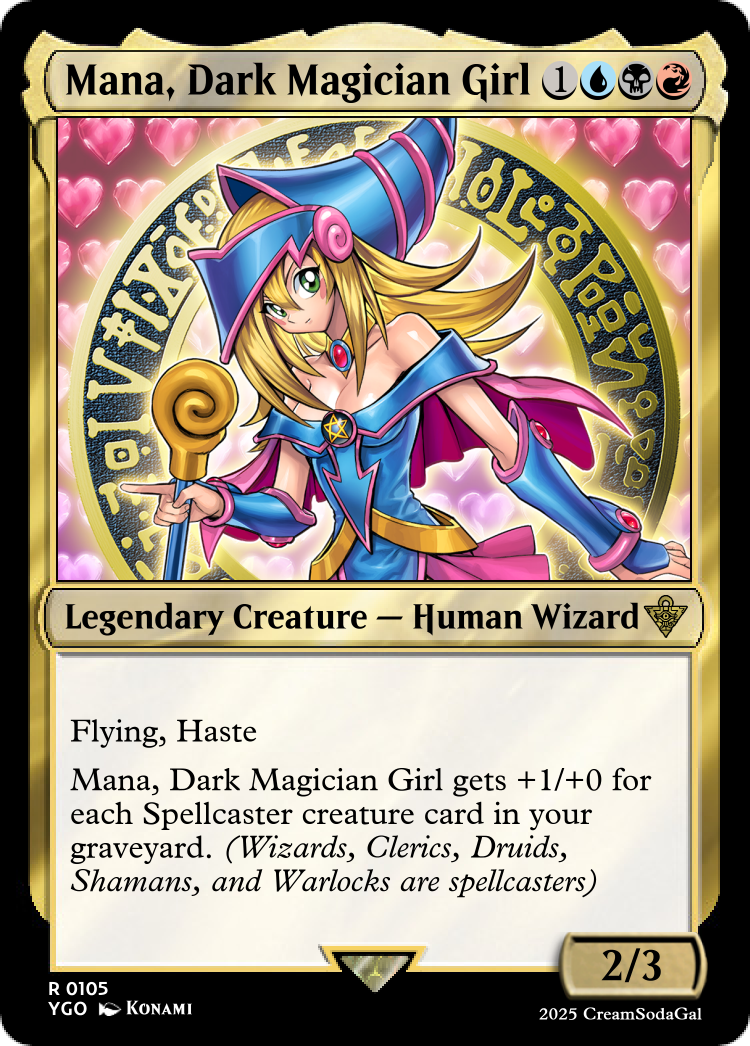 Mana, Dark Magician Girl 1
Legendary Creature — Human Wizard
Flying, Haste
Mana, Dark Magician Girl gets +1/+0 for
each Spellcaster creature card in your
graveyard. (Wizards, Clerics, Druids,
Shamans, and Warlocks are spellcasters)
2/3
R 0105
YGO KONAMI
2025 CreamSodaGal